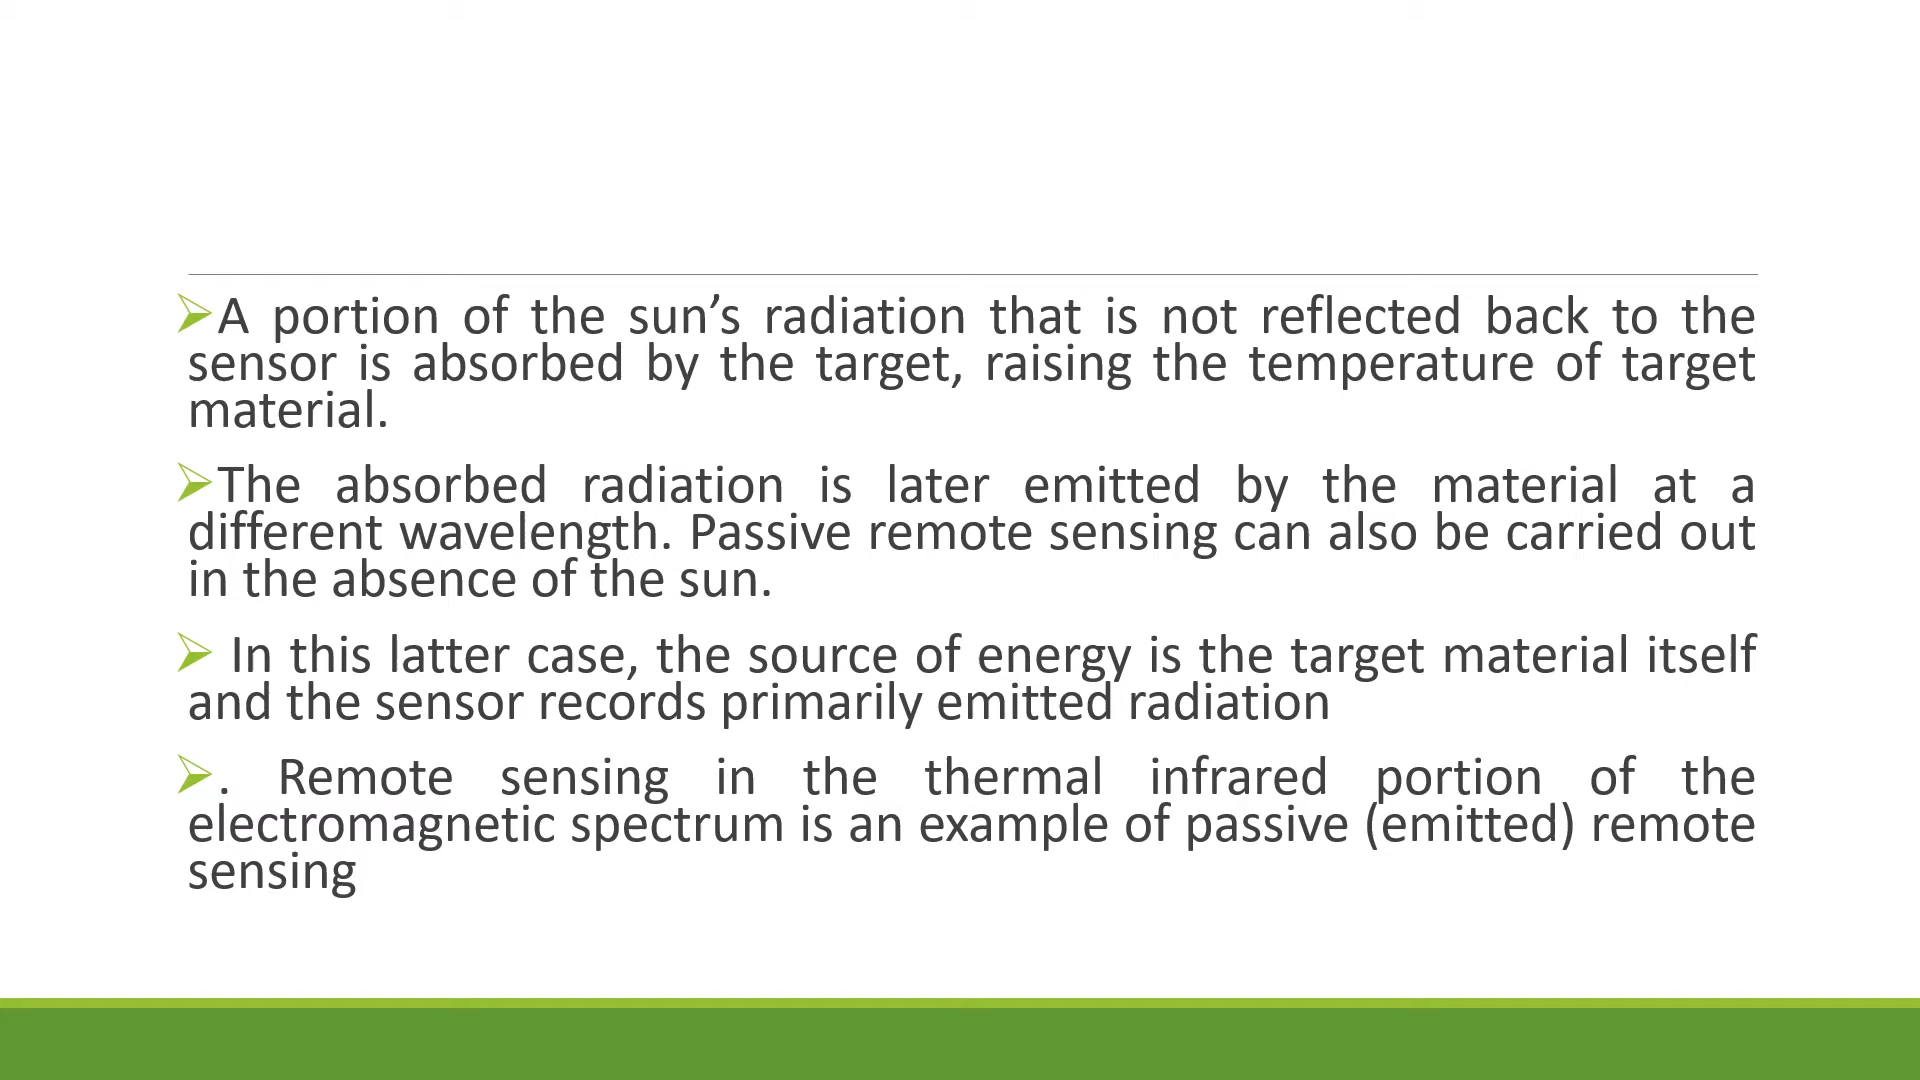 A portion of the sun’s radiation that is not reflected back to the
sensor is absorbed by the target, raising the temperature of target
material.
The absorbed radiation is later emitted by the material at a
different wavelength. Passive remote sensing can also be carried out
in the absence of the sun.
In this latter case, the source of energy is the target material itself
and the sensor records primarily emitted radiation
. Remote sensing in the thermal infrared portion of the
electromagnetic spectrum is an example of passive (emitted) remote
sensing